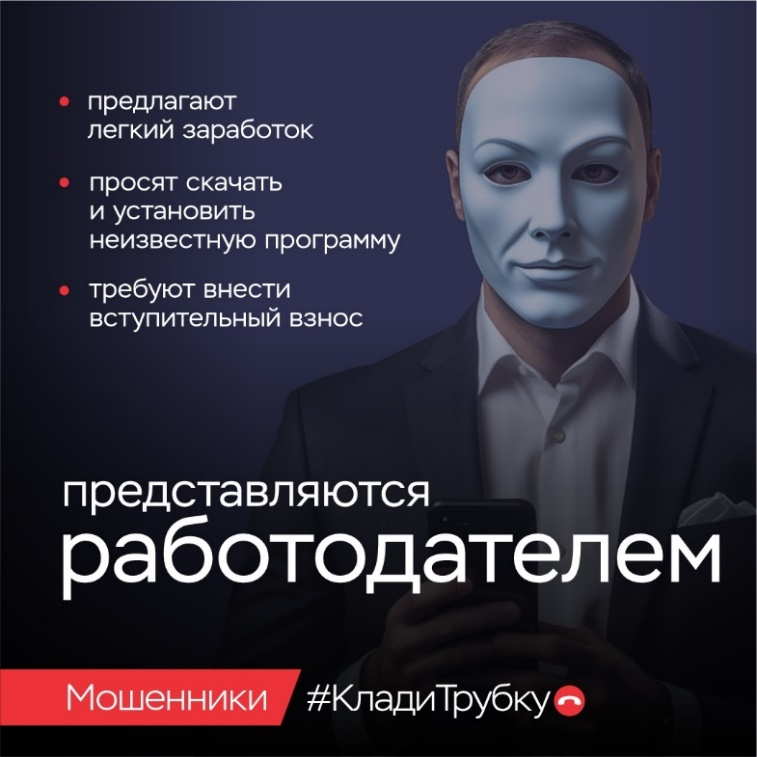 предлагают
легкий заработок
просят скачать
и установить
неизвестную программу
требуют внести
вступительный взнос
представляются
работодателем
Мошенники #КладиТрубку